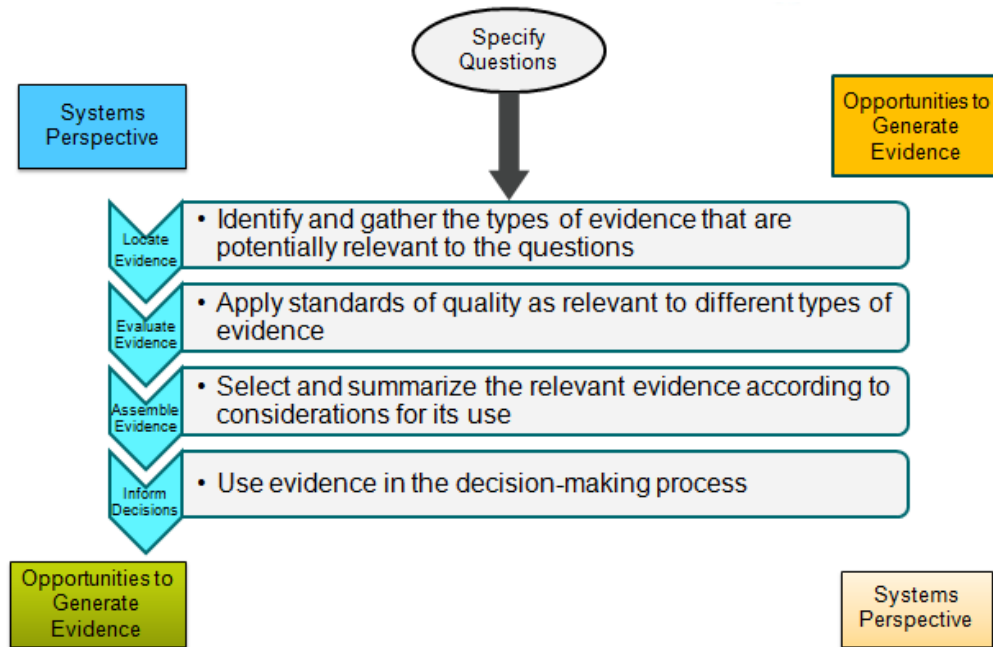 Specify
Questions
Systems
Perspective
Opportunities to
Generate
Evidence
Locate
Evidence
• Identify and gather the types of evidence that are
potentially relevant to the questions
Evaluate
Evidence
• Apply standards of quality as relevant to different types of
evidence
Assemble
Evidence
• Select and summarize the relevant evidence according to
considerations for its use
Inform
Decisions
• Use evidence in the decision-making process
Opportunities to
Generate
Evidence
Systems
Perspective